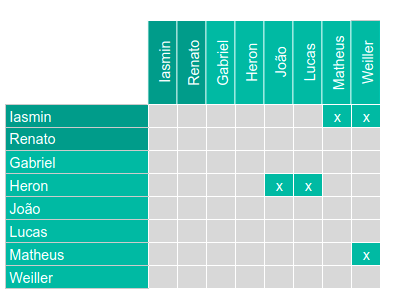 Iasmin Renato Gabriel Heron João Lucas Matheus Weiller
Iasmin x x
Renato
Gabriel
Heron x x
João
Lucas
Matheus x
Weiller